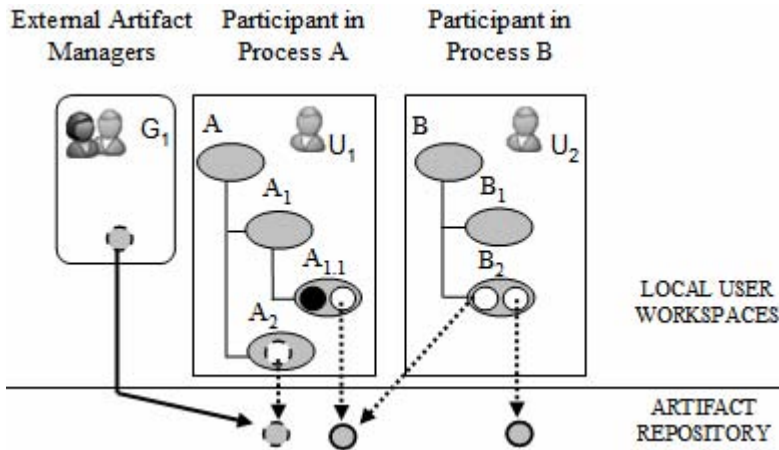 External Artifact
Managers
Participant in
Process A
Participant in
Process B
G1
A
U1
A1
A1.1
A2
B
U2
B1
B2
LOCAL USER
WORKSPACES
ARTIFACT
REPOSITORY